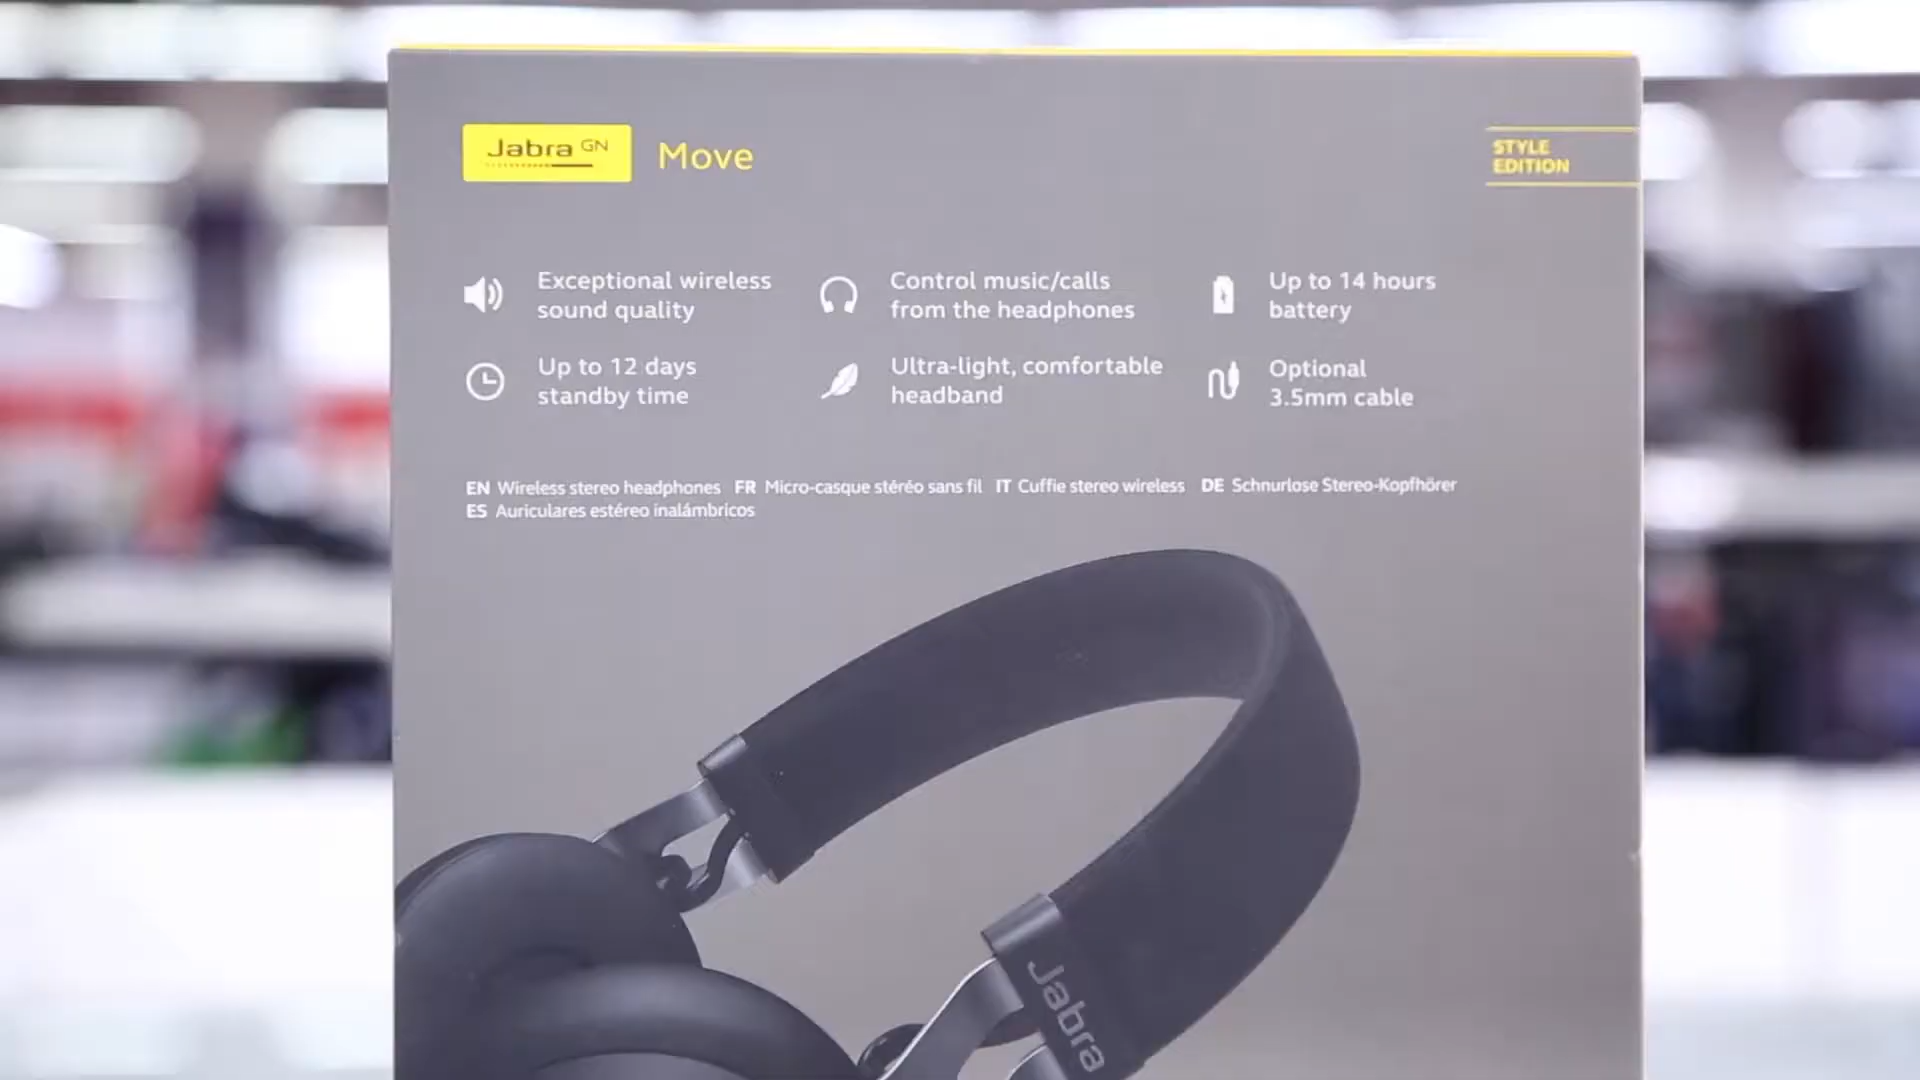 Jabra GN
Move
STYLE
EDITION
Exceptional wireless
sound quality
Control music/calls
from the headphones
Up to 14 hours
battery
Up to 12 days
standby time
Ultra-light, comfortable
headband
Optional
3.5mm cable
EN Wireless stereo headphones FR Micro-casque stéréo sans fil IT Cuffie stereo wireless DE Schnurlose Stereo-Kopfhörer
ES Auriculares estéreo inalámbricos
Jabra